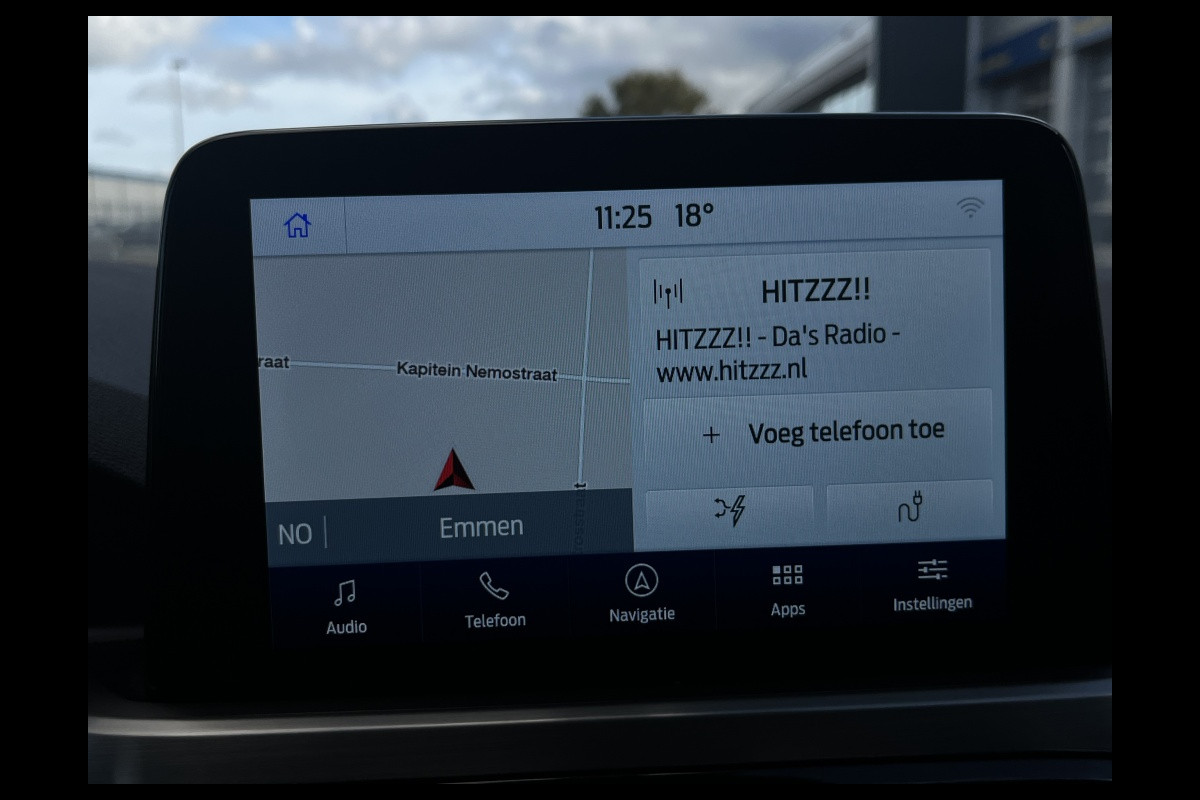 11:25 18°
HITZZZ!!
HITZZZ!! - Da's Radio -
www.hitzzz.nl
raat
Kapitein Nemostraat
+ Voeg telefoon toe
NO | Emmen
Audio
Telefoon
Navigatie
Apps
Instellingen